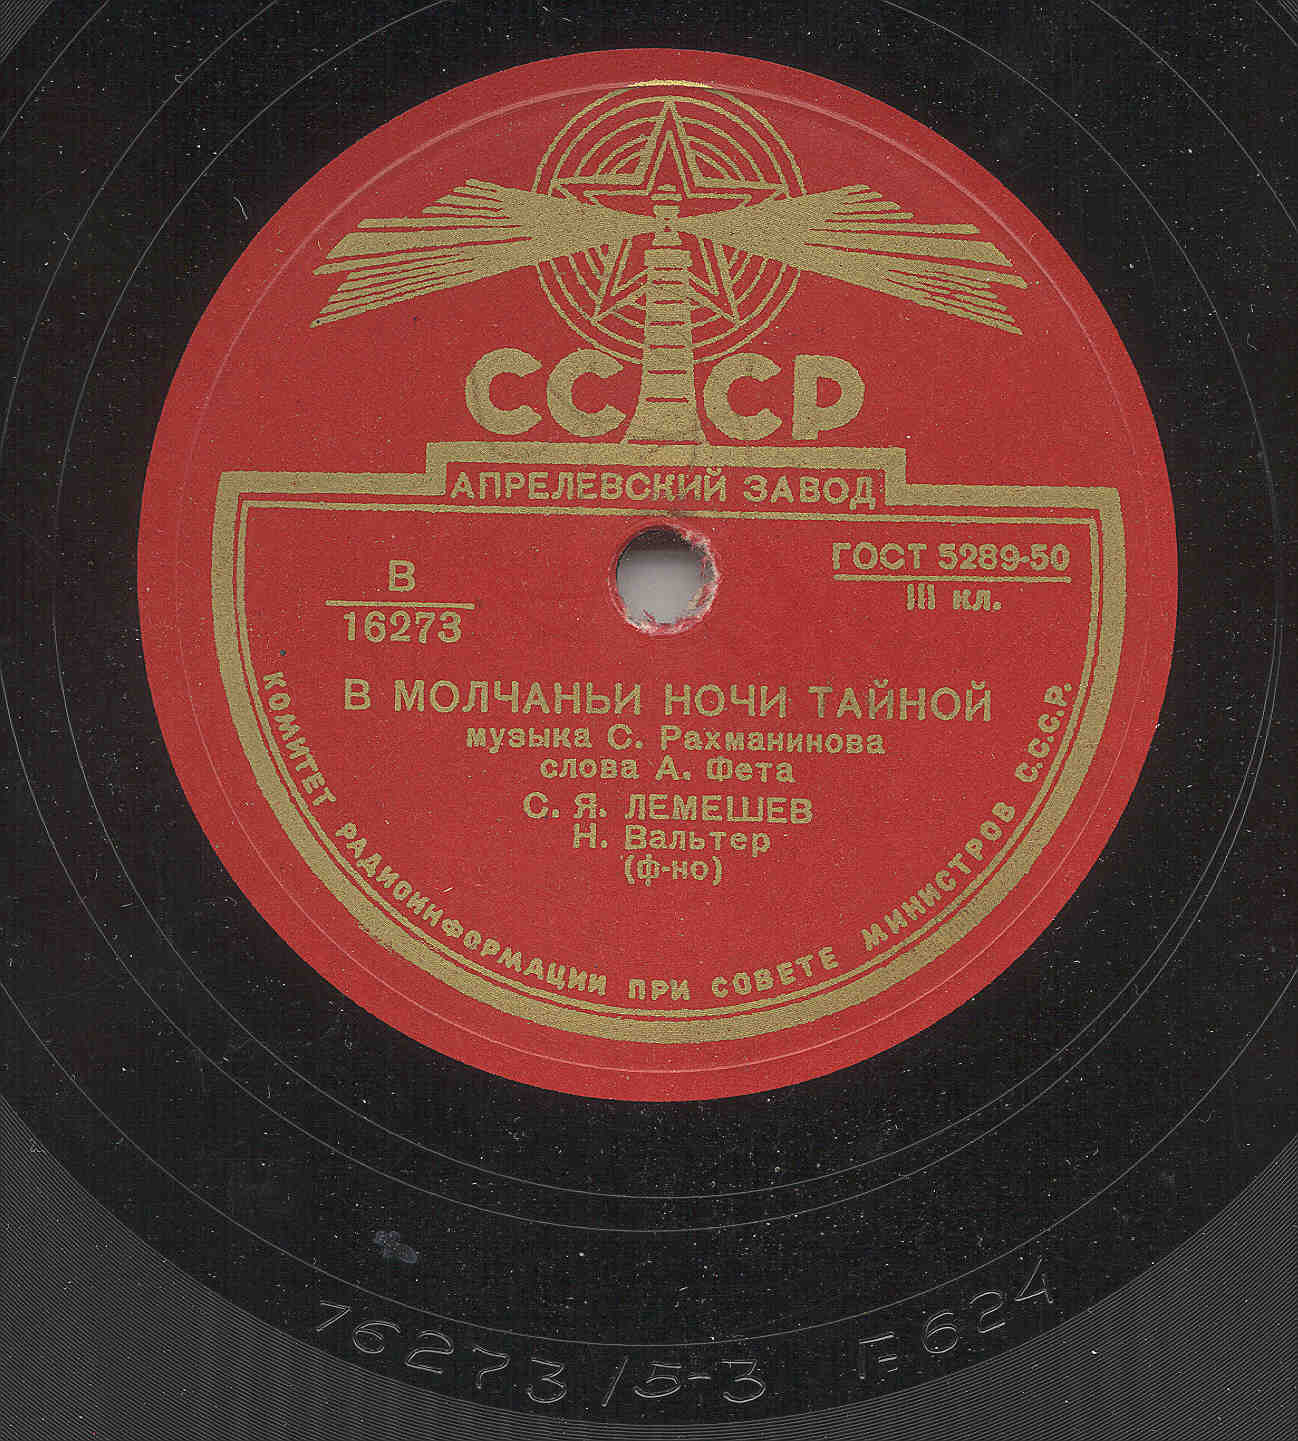 СССР
АПРЕЛЕВСКИЙ ЗАВОД
В
16273
ГОСТ 5289-50
III кл.
В МОЛЧАНЬИ НОЧИ ТАЙНОЙ
музыка С. Рахманинова
слова А. Фета
С. Я. ЛЕМЕШЕВ
Н. Вальтер
(ф-но)
КОМИТЕТ РАДИОИНФОРМАЦИИ ПРИ СОВЕТЕ МИНИСТРОВ С.С.С.Р.
16273/5-3 F 624